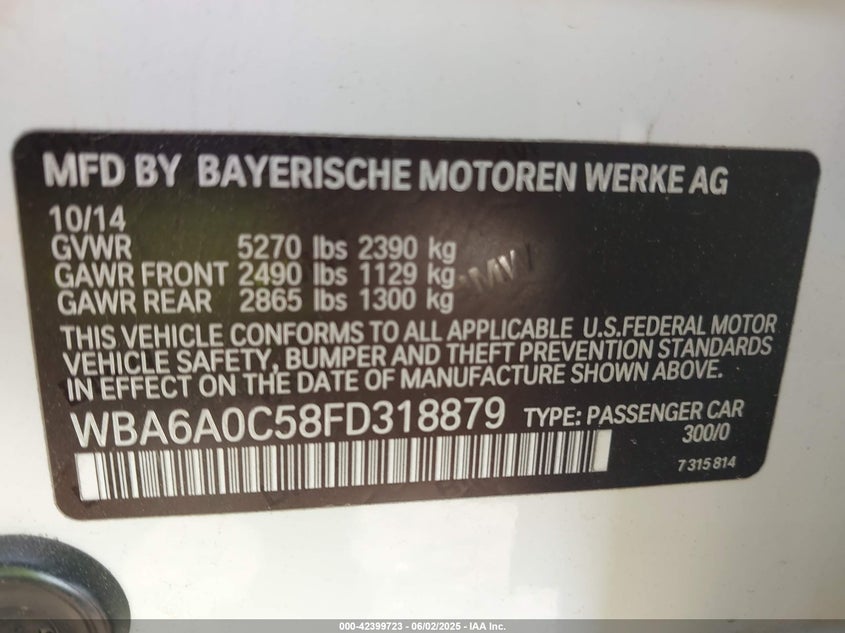 MFD BY BAYERISCHE MOTOREN WERKE AG
10/14
GVWR 5270 lbs 2390 kg
GAWR FRONT 2490 lbs 1129 kg
GAWR REAR 2865 lbs 1300 kg
THIS VEHICLE CONFORMS TO ALL APPLICABLE U.S.FEDERAL MOTOR
VEHICLE SAFETY, BUMPER AND THEFT PREVENTION STANDARDS
IN EFFECT ON THE DATE OF MANUFACTURE SHOWN ABOVE.
WBA6A0C58FD318879 TYPE: PASSENGER CAR
300/0
7 315 814
000-42399723 - 06/02/2025 - IAA Inc.